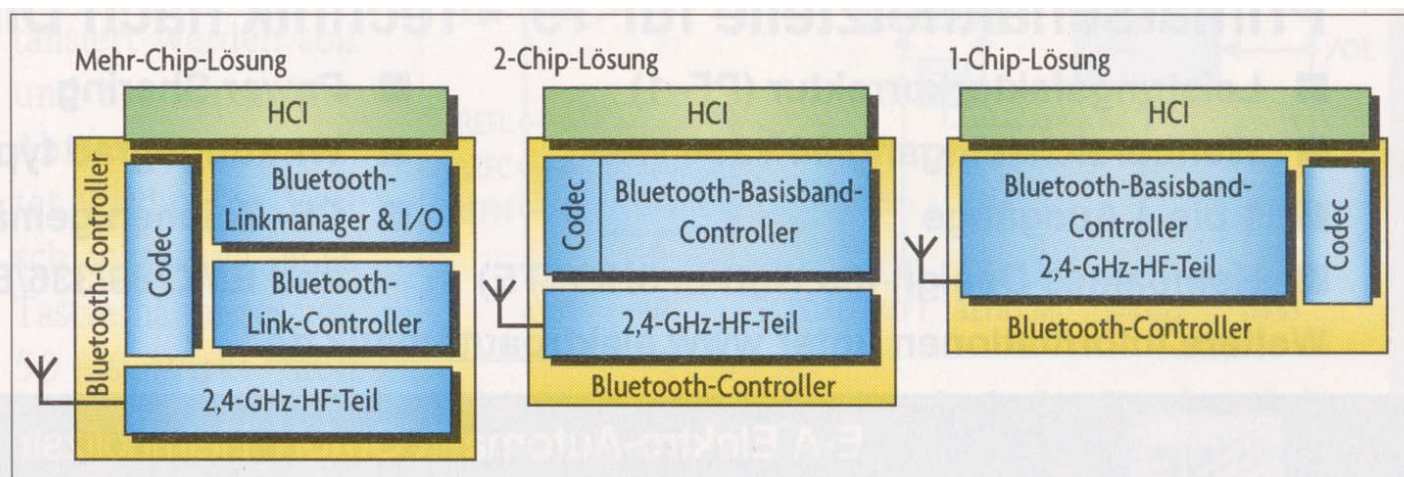 Mehr-Chip-Lösung
HCI
Bluetooth-Controller
Codec
Bluetooth-
Linkmanager & I/O
Bluetooth-
Link-Controller
2,4-GHz-HF-Teil
2-Chip-Lösung
HCI
Codec
Bluetooth-Basisband-
Controller
2,4-GHz-HF-Teil
Bluetooth-Controller
1-Chip-Lösung
HCI
Bluetooth-Basisband-
Controller
2,4-GHz-HF-Teil
Codec
Bluetooth-Controller